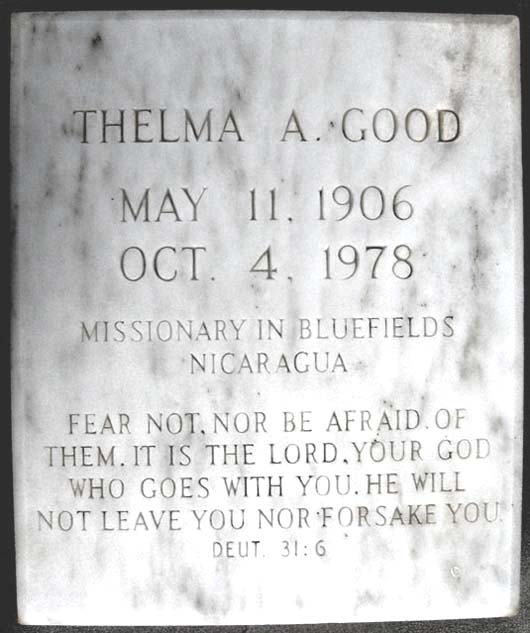 THELMA A. GOOD
MAY 11, 1906
OCT. 4, 1978
MISSIONARY IN BLUEFIELDS
NICARAGUA
FEAR NOT, NOR BE AFRAID, OF
THEM, IT IS THE LORD, YOUR GOD
WHO GOES WITH YOU, HE WILL
NOT LEAVE YOU NOR FORSAKE YOU.
DEUT. 31:6